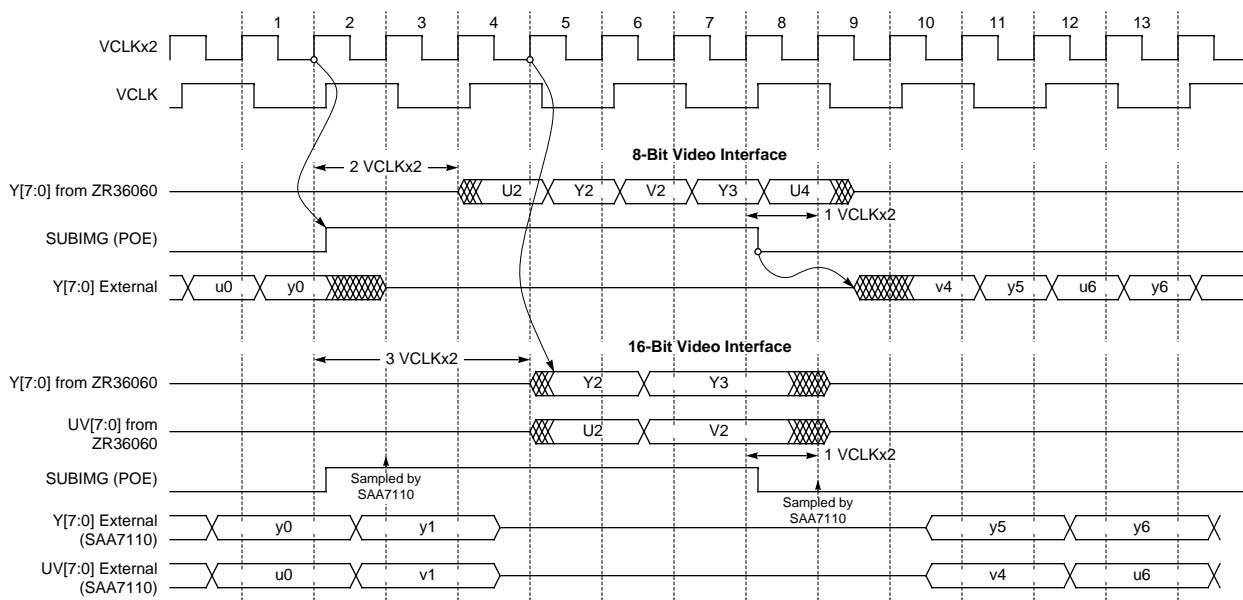 1 2 3 4 5 6 7 8 9 10 11 12 13
VCLKx2
VCLK
8-Bit Video Interface
2 VCLKx2
Y[7:0] from ZR36060
U2 Y2 V2 Y3 U4
1 VCLKx2
SUBIMG (POE)
Y[7:0] External
u0 y0 v4 y5 u6 y6
16-Bit Video Interface
3 VCLKx2
Y[7:0] from ZR36060
Y2 Y3
UV[7:0] from
ZR36060
U2 V2
1 VCLKx2
SUBIMG (POE)
Sampled by
SAA7110
Sampled by
SAA7110
Y[7:0] External
(SAA7110)
y0 y1 y5 y6
UV[7:0] External
(SAA7110)
u0 v1 v4 u6